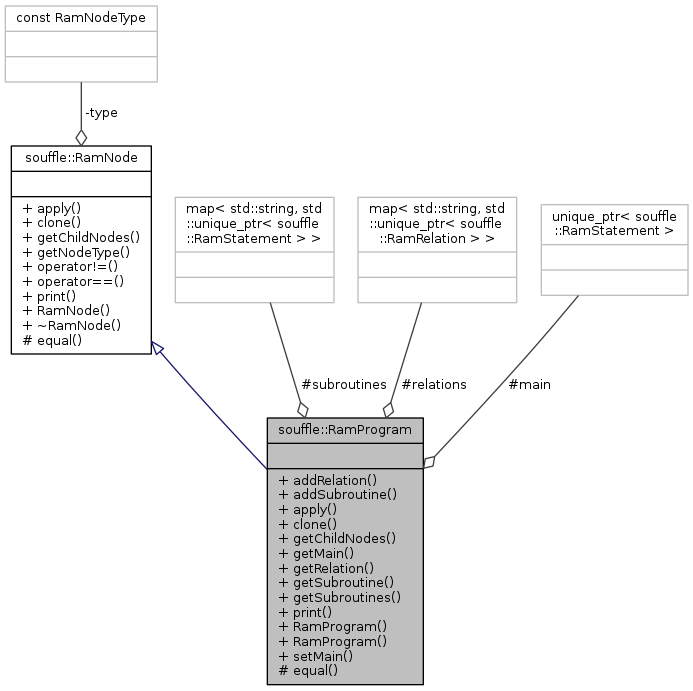 const RamNodeType
-type
souffle::RamNode
+ apply()
+ clone()
+ getChildNodes()
+ getNodeType()
+ operator!=()
+ operator==()
+ print()
+ RamNode()
+ ~RamNode()
# equal()
map< std::string, std
::unique_ptr< souffle
::RamStatement > >
map< std::string, std
::unique_ptr< souffle
::RamRelation > >
unique_ptr< souffle
::RamStatement >
#subroutines
#relations
#main
souffle::RamProgram
+ addRelation()
+ addSubroutine()
+ apply()
+ clone()
+ getChildNodes()
+ getMain()
+ getRelation()
+ getSubroutine()
+ getSubroutines()
+ print()
+ RamProgram()
+ RamProgram()
+ setMain()
# equal()